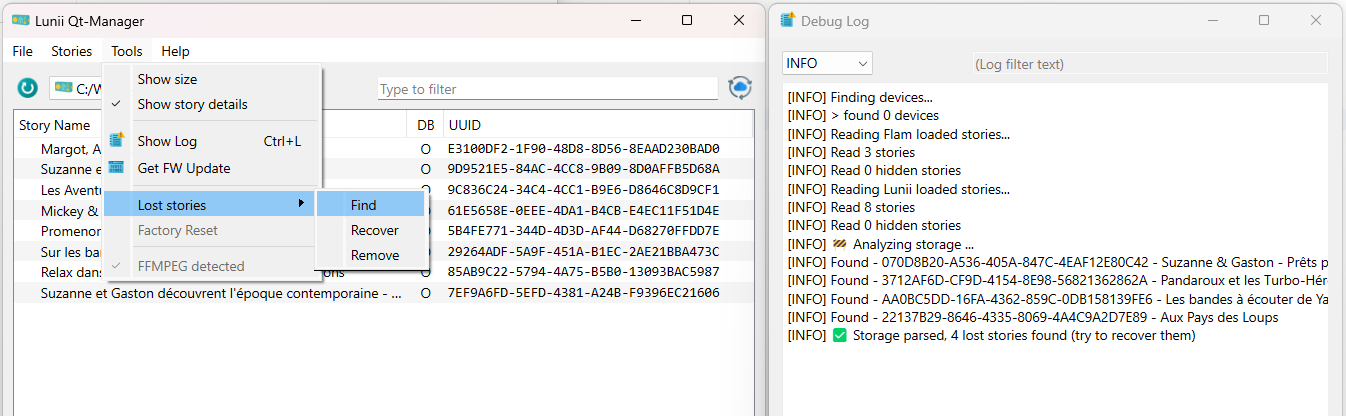 Lunii Qt-Manager
File Stories Tools Help
C:/W
Type to filter
Story Name DB UUID
Margot, A O E3100DF2-1F90-48D8-8D56-8EAAD230BAD0
Suzanne e O 9D9521E5-84AC-4CC8-9B09-8D0AFFB5D68A
Les Aventu O 9C836C24-34C4-4CC1-B9E6-D8646C8D9CF1
Mickey & 61E5658E-0EEE-4DA1-B4CB-E4EC11F51D4E
Promenon 5B4FE771-344D-4D3D-AF44-D68270FFDD7E
Sur les ban 29264ADF-5A9F-451A-B1EC-2AE21BBA473C
Relax dans ons O 85AB9C22-5794-4A75-B5B0-13093BAC5987
Suzanne et Gaston découvrent l'époque contemporaine - ... O 7EF9A6FD-5EFD-4381-A24B-F9396EC21606
Show size
Show story details
Show Log Ctrl+L
Get FW Update
Lost stories
Factory Reset
FFMPEG detected
Find
Recover
Remove
Debug Log
INFO
(Log filter text)
[INFO] Finding devices...
[INFO] > found 0 devices
[INFO] Reading Flam loaded stories...
[INFO] Read 3 stories
[INFO] Read 0 hidden stories
[INFO] Reading Lunii loaded stories...
[INFO] Read 8 stories
[INFO] Read 0 hidden stories
[INFO] 🚧 Analyzing storage ...
[INFO] Found - 070D8B20-A536-405A-847C-4EAF12E80C42 - Suzanne & Gaston - Prêts p
[INFO] Found - 3712AF6D-CF9D-4154-8E98-56821362862A - Pandaroux et les Turbo-Héro
[INFO] Found - AA0BC5DD-16FA-4362-859C-0DB158139FE6 - Les bandes à écouter de Ya
[INFO] Found - 22137B29-8646-4335-8069-4A4C9A2D7E89 - Aux Pays des Loups
[INFO] ✅ Storage parsed, 4 lost stories found (try to recover them)